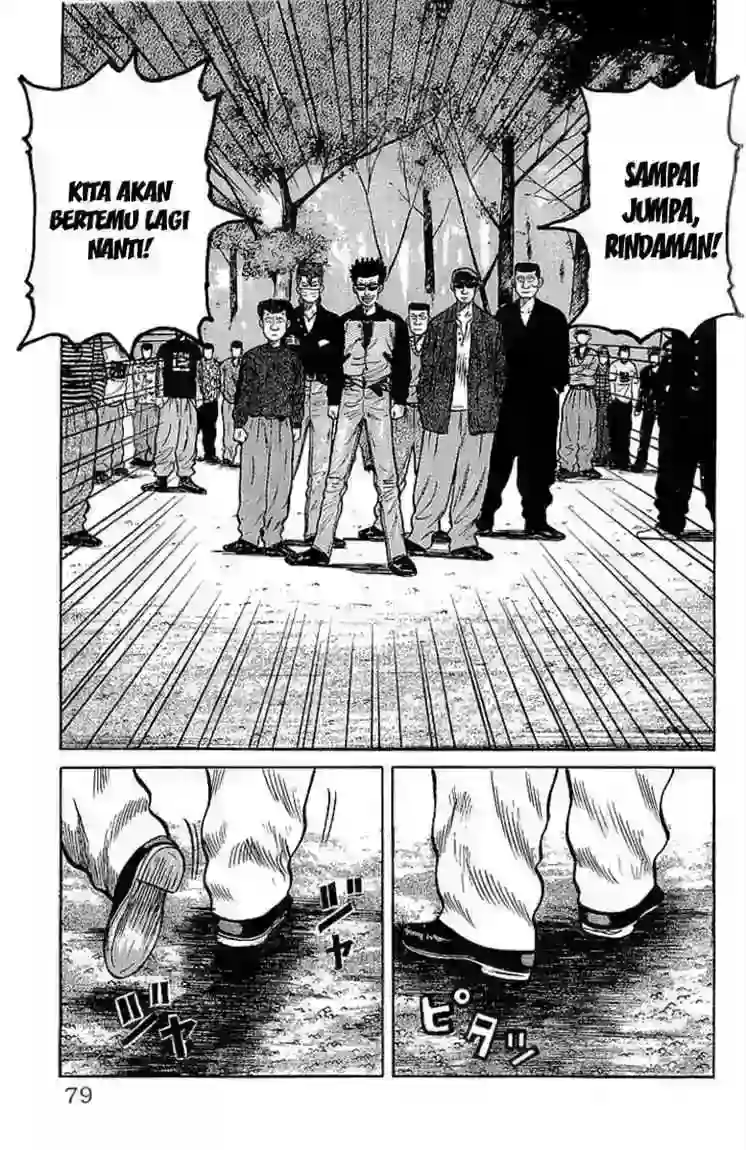 SAMPAI
JUMPA,
RINDAMAN!
KITA AKAN
BERTEMU LAGI
NANTI!
ピタッ
ジャ
ジャ
79